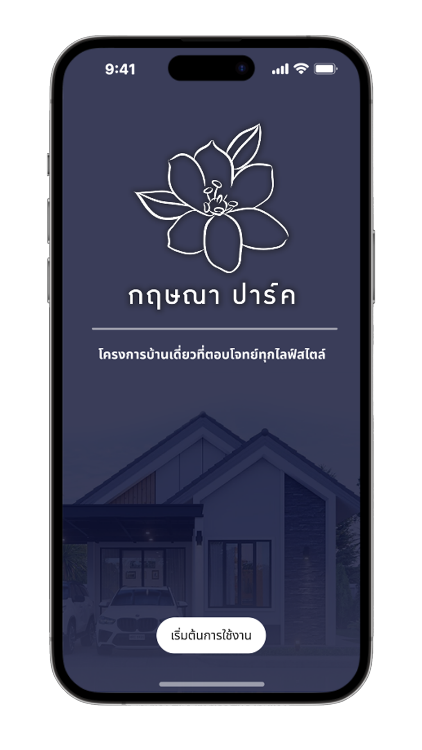 9:41
กฤษณา ปาร์ค
โครงการบ้านเดี่ยวที่ตอบโจทย์ทุกไลฟ์สไตล์
เริ่มต้นการใช้งาน